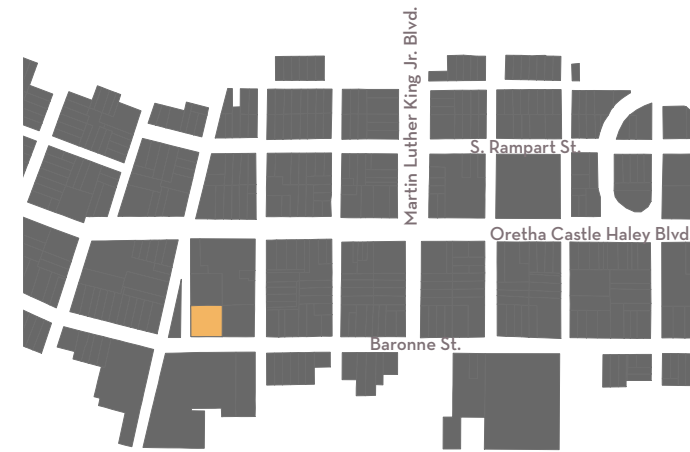 Martin Luther King Jr. Blvd.
S. Rampart St.
Oretha Castle Haley Blvd
Baronne St.